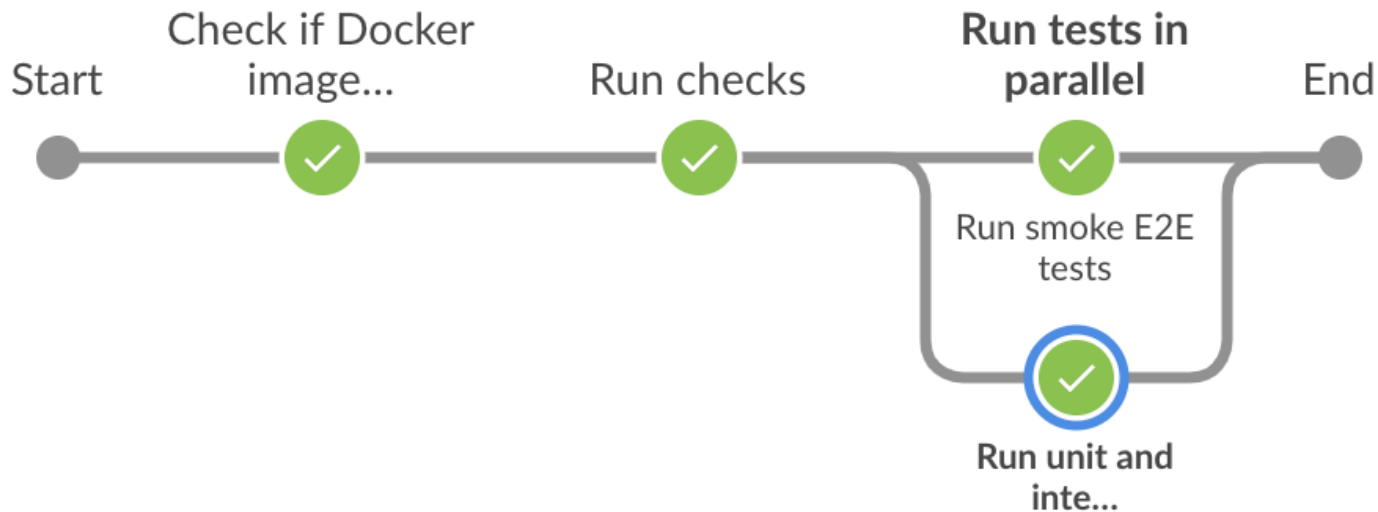 Start
Check if Docker
image...
Run checks
Run tests in
parallel
End
Run smoke E2E
tests
Run unit and
inte...